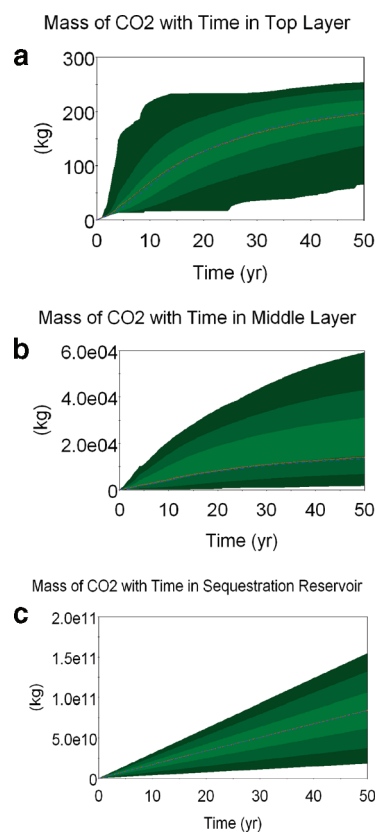 Mass of CO2 with Time in Top Layer
a
300
200
100
0
(kg)
0 10 20 30 40 50
Time (yr)
Mass of CO2 with Time in Middle Layer
b
6.0e04
4.0e04
2.0e04
0
(kg)
0 10 20 30 40 50
Time (yr)
Mass of CO2 with Time in Sequestration Reservoir
c
2.0e11
1.5e11
1.0e11
5.0e10
0
(kg)
0 10 20 30 40 50
Time (yr)